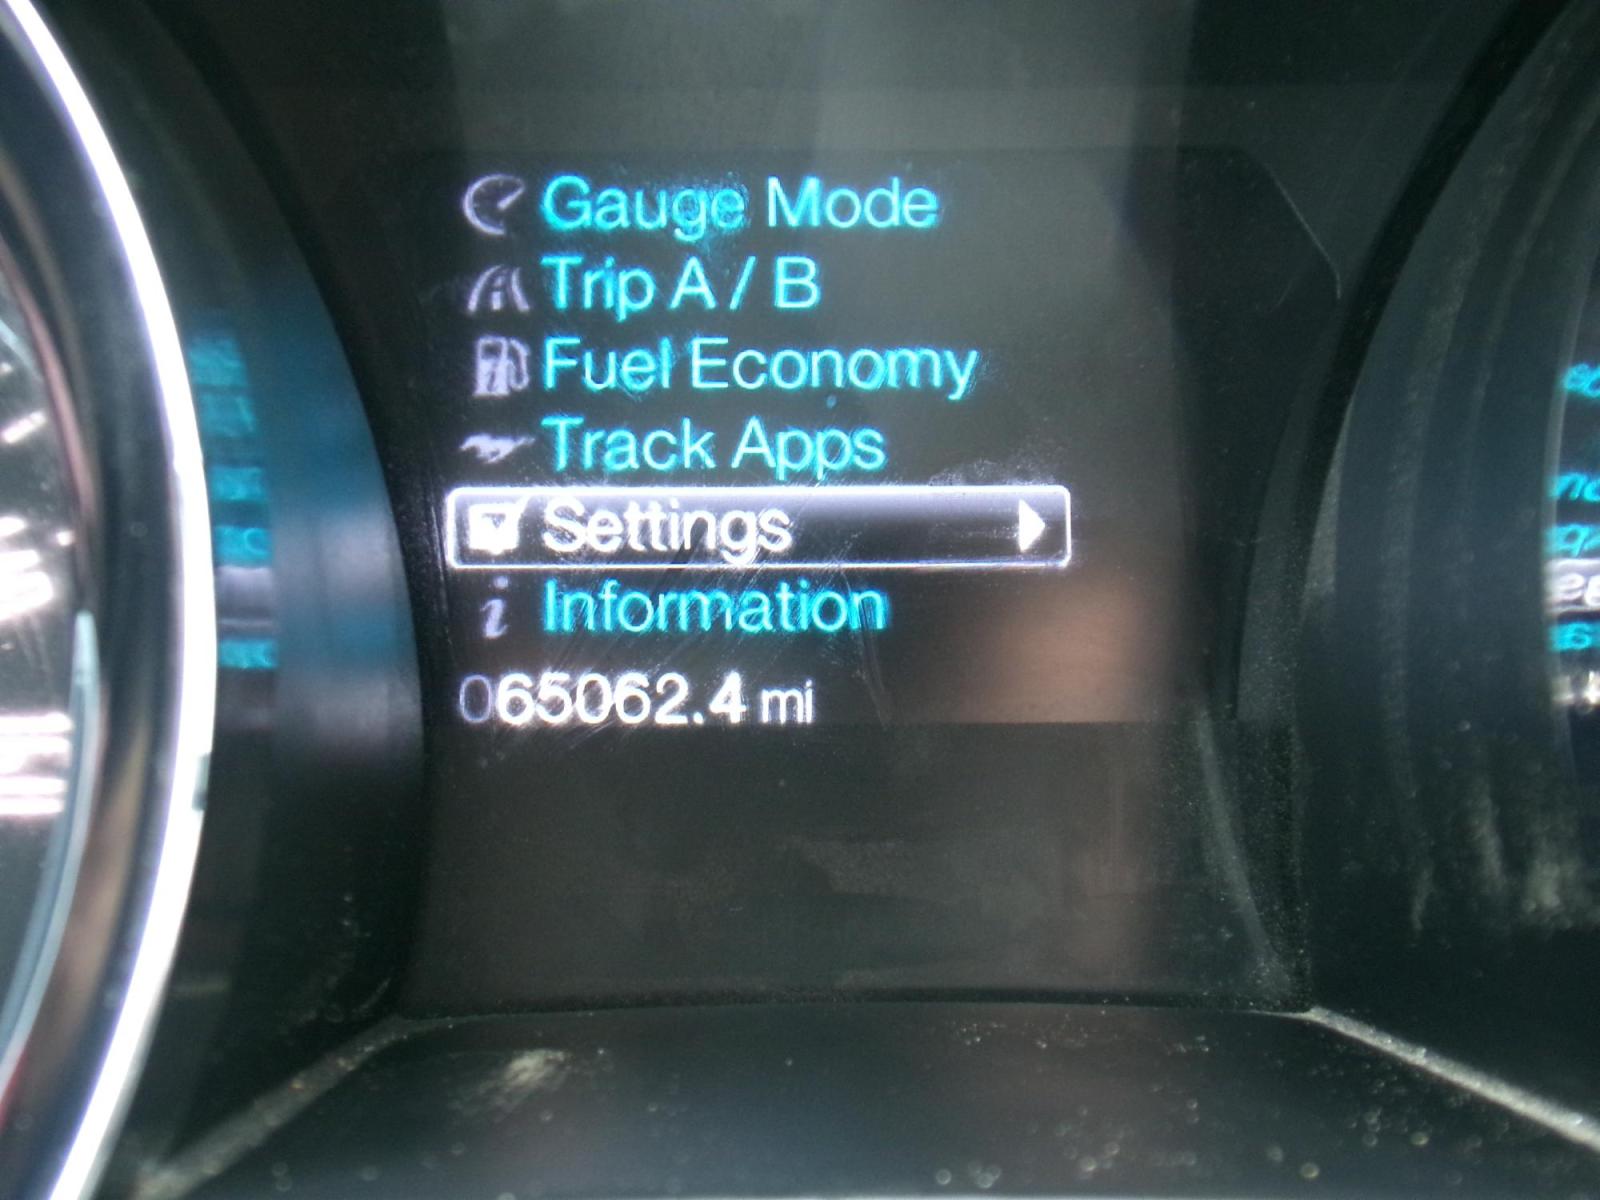 Gauge Mode
Trip A / B
Fuel Economy
Track Apps
Settings
Information
065062.4 mi